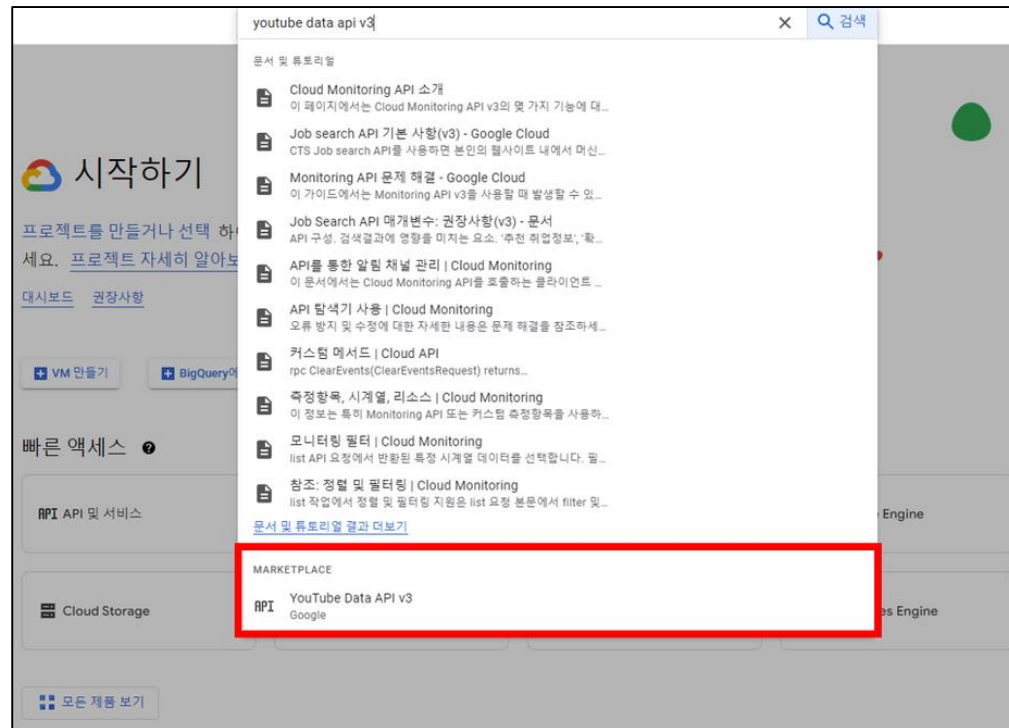 youtube data api v3
검색
문서 및 튜토리얼
Cloud Monitoring API 소개
이 페이지에서는 Cloud Monitoring API v3의 몇 가지 기능에 대...
Job search API 기본 사항(v3) - Google Cloud
CTS Job search API를 사용하면 본인의 웹사이트 내에서 머신...
Monitoring API 문제 해결 - Google Cloud
이 가이드에서는 Monitoring API v3을 사용할 때 발생할 수 있...
Job Search API 매개변수: 권장사항(v3) - 문서
API 구성. 검색결과에 영향을 미치는 요소. '추천 취업정보', '확...
API를 통한 알림 채널 관리 | Cloud Monitoring
이 문서에서는 Cloud Monitoring API를 호출하는 클라이언트 ...
API 탐색기 사용 | Cloud Monitoring
오류 방지 및 수정에 대한 자세한 내용은 문제 해결을 참조하세...
커스텀 메서드 | Cloud API
rpc ClearEvents(ClearEventsRequest) returns...
측정항목, 시계열, 리소스 | Cloud Monitoring
이 정보는 특히 Monitoring API 또는 커스텀 측정항목을 사용하...
모니터링 필터 | Cloud Monitoring
list API 요청에서 반환된 특정 시계열 데이터를 선택합니다. 필...
참조: 정렬 및 필터링 | Cloud Monitoring
list 작업에서 정렬 및 필터링 지원은 list 요청 본문에서 filter 및...
문서 및 튜토리얼 결과 더보기
MARKETPLACE
API YouTube Data API v3
Google
시작하기
프로젝트를 만들거나 선택 하
세요. 프로젝트 자세히 알아보
대시보드 권장사항
VM 만들기 BigQuery에
빠른 액세스
API API 및 서비스
Engine
Cloud Storage
es Engine
모든 제품 보기